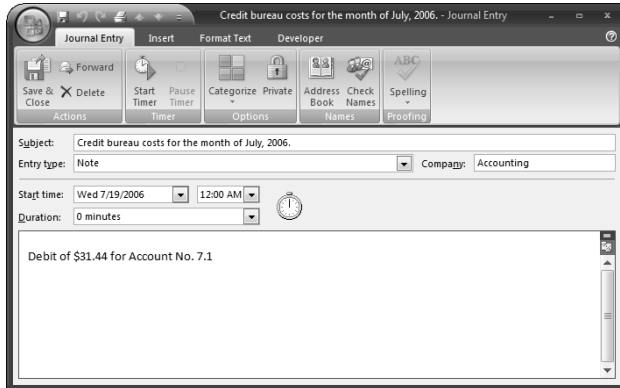 Credit bureau costs for the month of July, 2006. - Journal Entry
Journal Entry Insert Format Text Developer
Save & Close
Forward
Delete
Actions
Start Timer
Pause Timer
Timer
Categorize Private
Options
Address Book
Check Names
Names
ABC
Spelling
Proofing
Subject: Credit bureau costs for the month of July, 2006.
Entry type: Note Company: Accounting
Start time: Wed 7/19/2006 12:00 AM
Duration: 0 minutes
Debit of $31.44 for Account No. 7.1